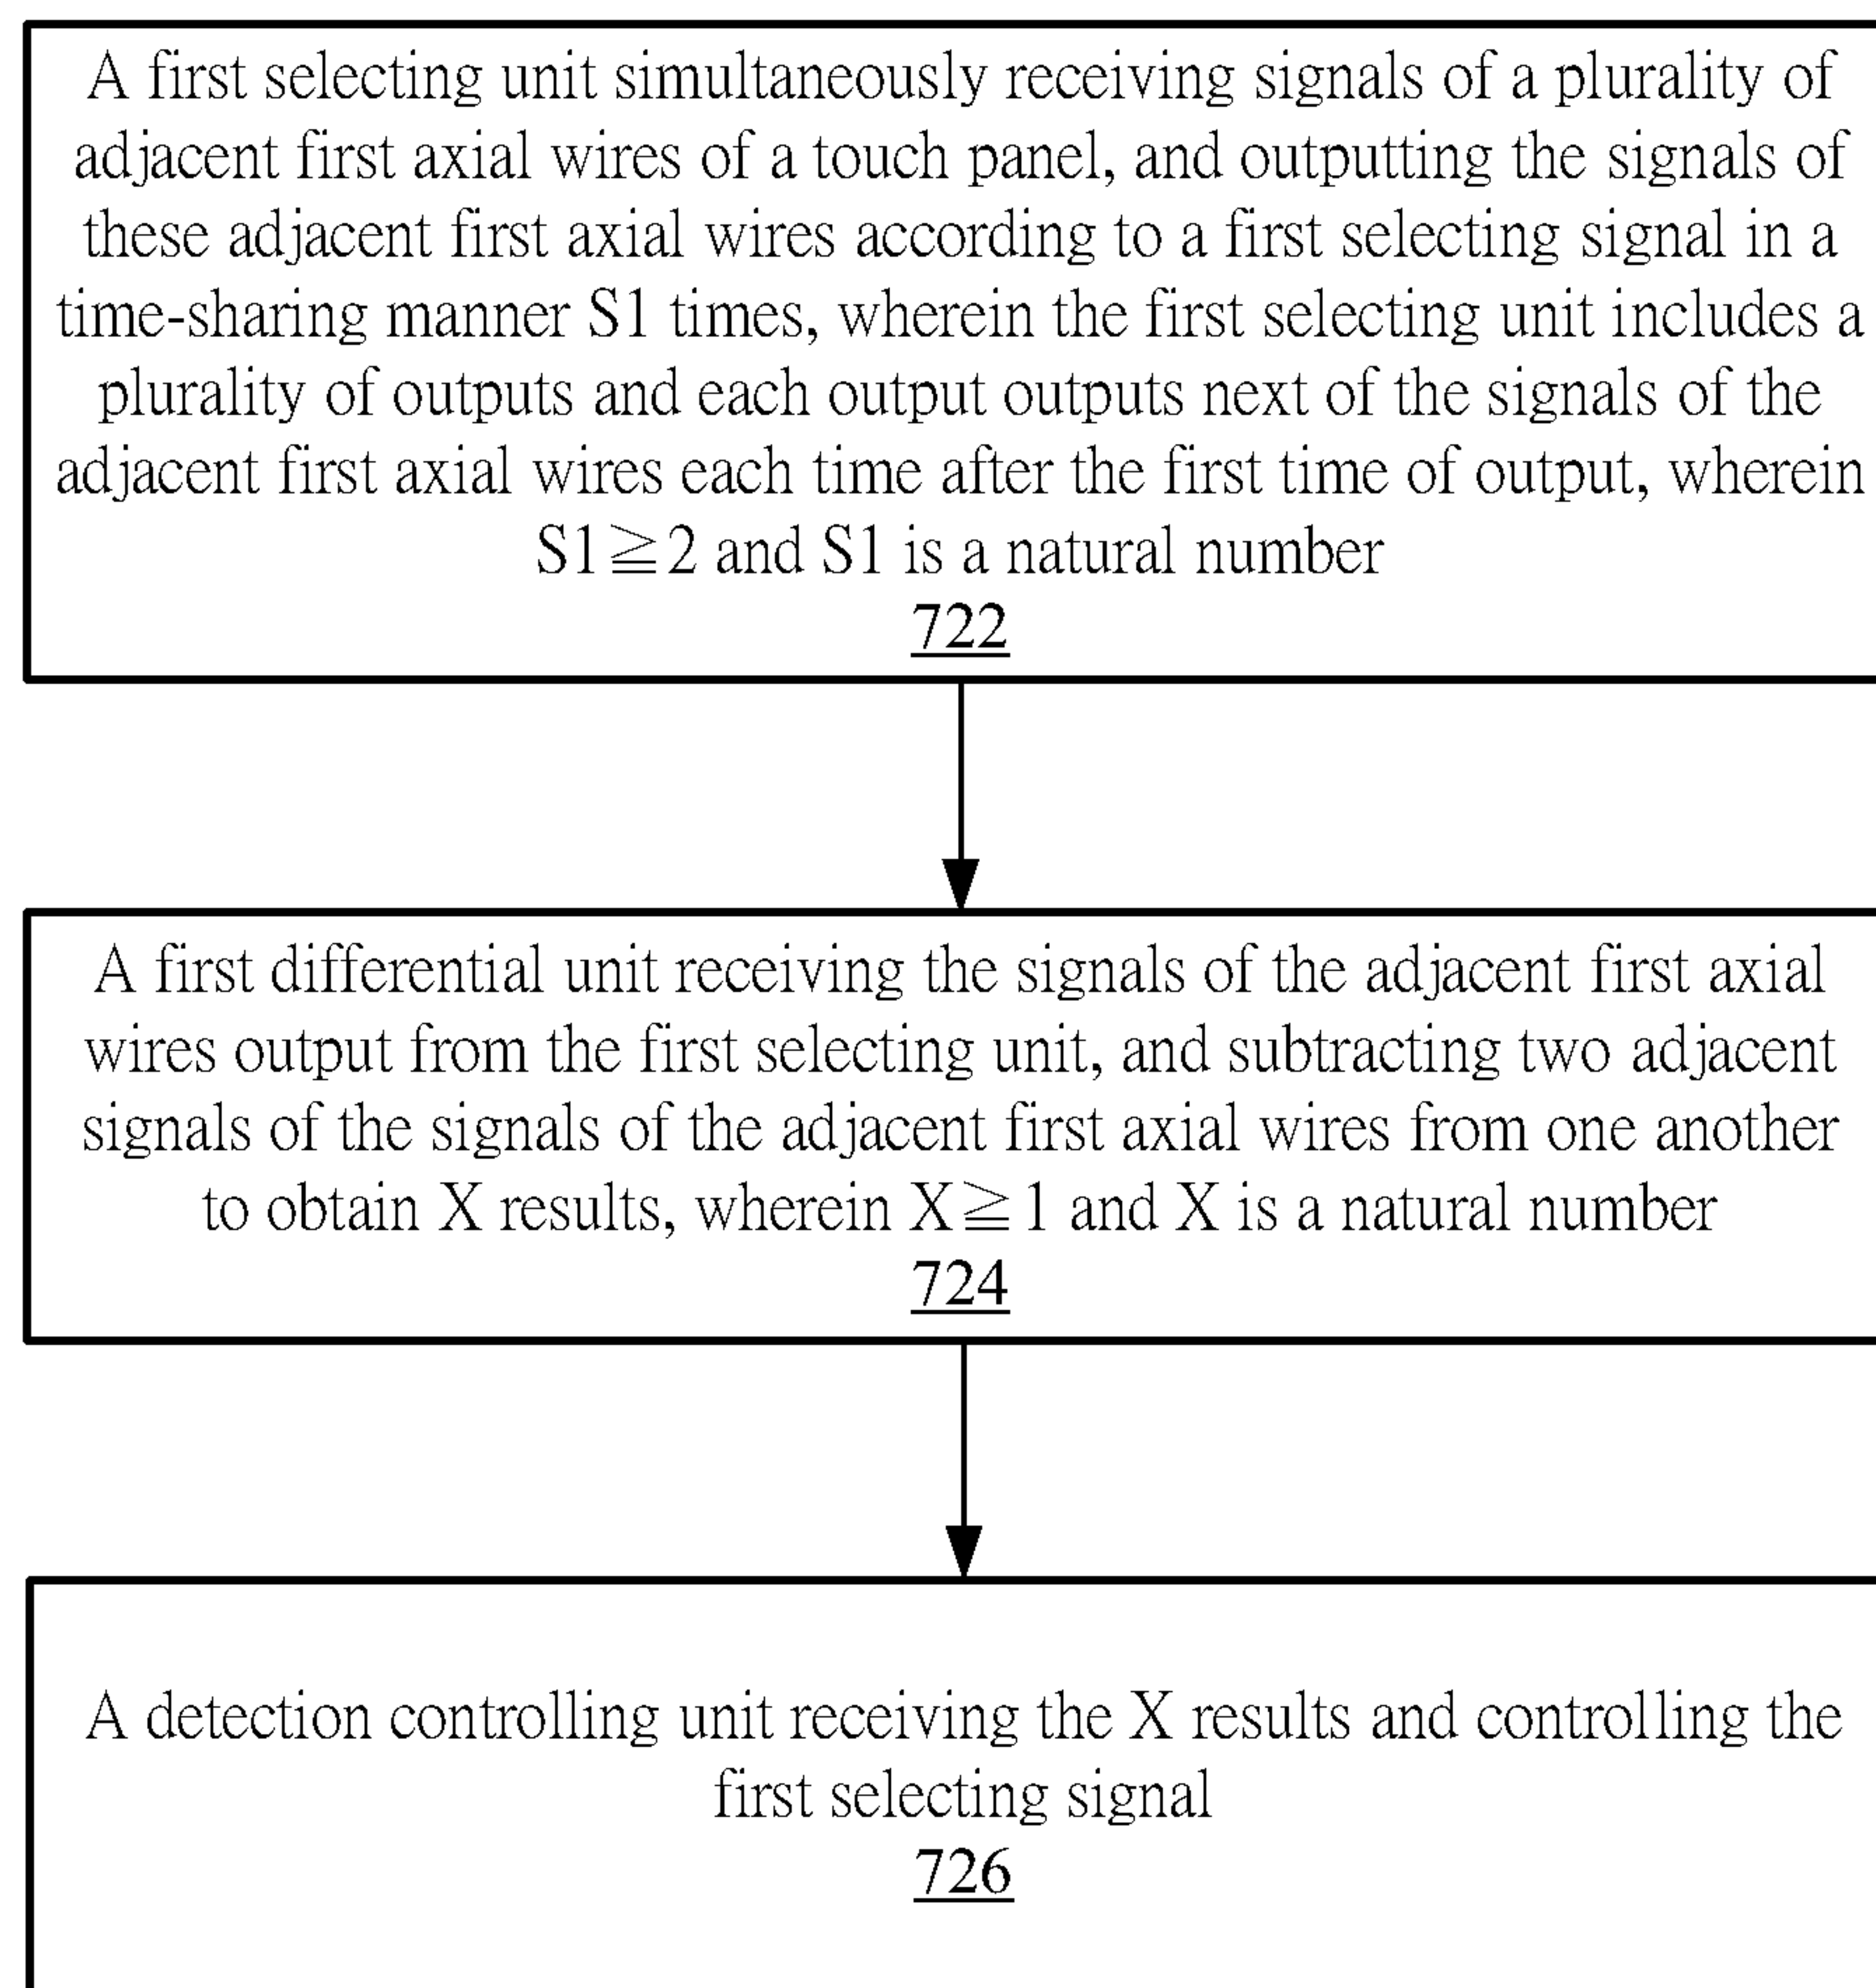 A first selecting unit simultaneously receiving signals of a plurality of
adjacent first axial wires of a touch panel, and outputting the signals of
these adjacent first axial wires according to a first selecting signal in a
time-sharing manner S1 times, wherein the first selecting unit includes a
plurality of outputs and each output outputs next of the signals of the
adjacent first axial wires each time after the first time of output, wherein
S1≧2 and S1 is a natural number
722
A first differential unit receiving the signals of the adjacent first axial
wires output from the first selecting unit, and subtracting two adjacent
signals of the signals of the adjacent first axial wires from one another
to obtain X results, wherein X≧1 and X is a natural number
724
A detection controlling unit receiving the X results and controlling the
first selecting signal
726